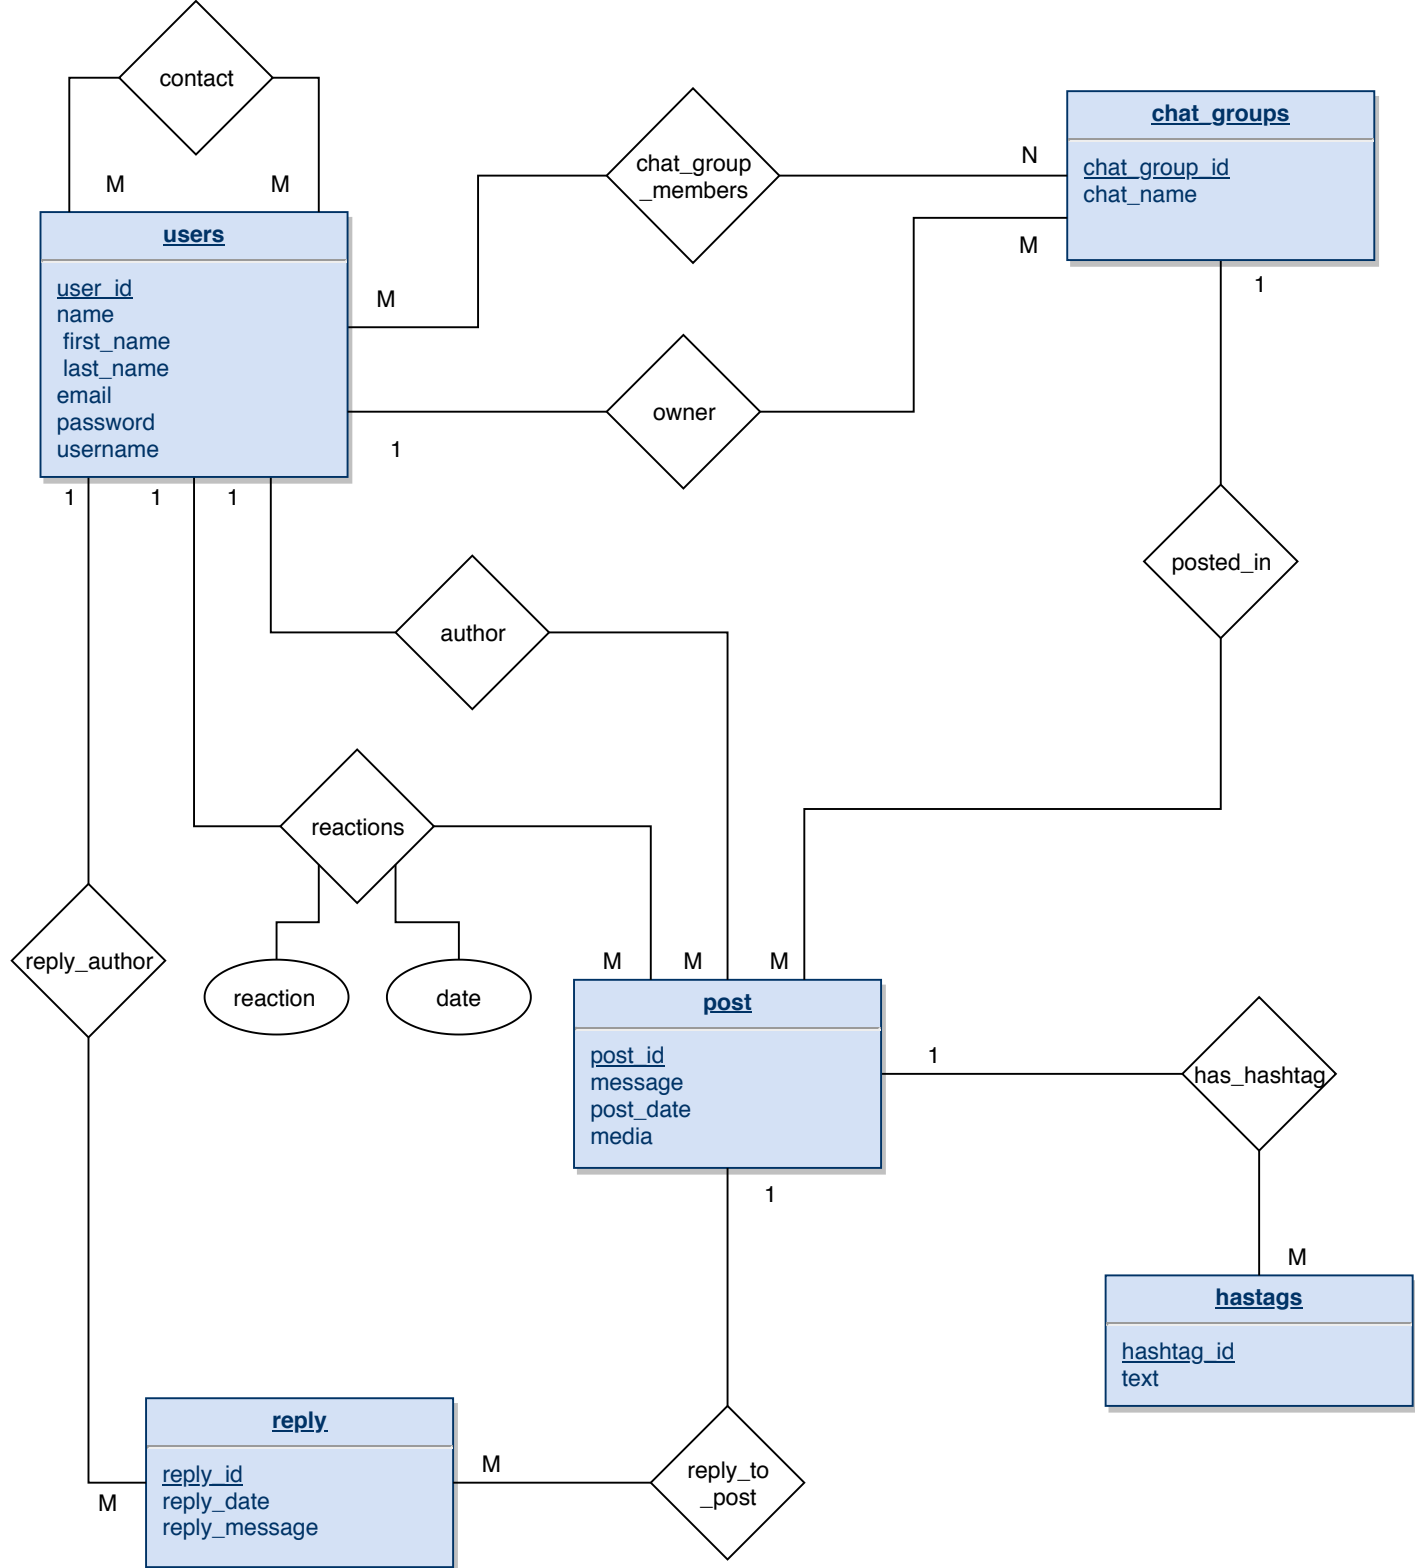 contact
M
M
users
user_id
name
first_name
last_name
email
password
username
M
chat_group
_members
N
chat_groups
chat_group_id
chat_name
M
1
owner
1
1
1
1
posted_in
author
reactions
reaction
date
reply_author
M
M
M
post
post_id
message
post_date
media
1
has_hashtag
M
hastags
hashtag_id
text
1
reply_to
_post
M
M
reply
reply_id
reply_date
reply_message